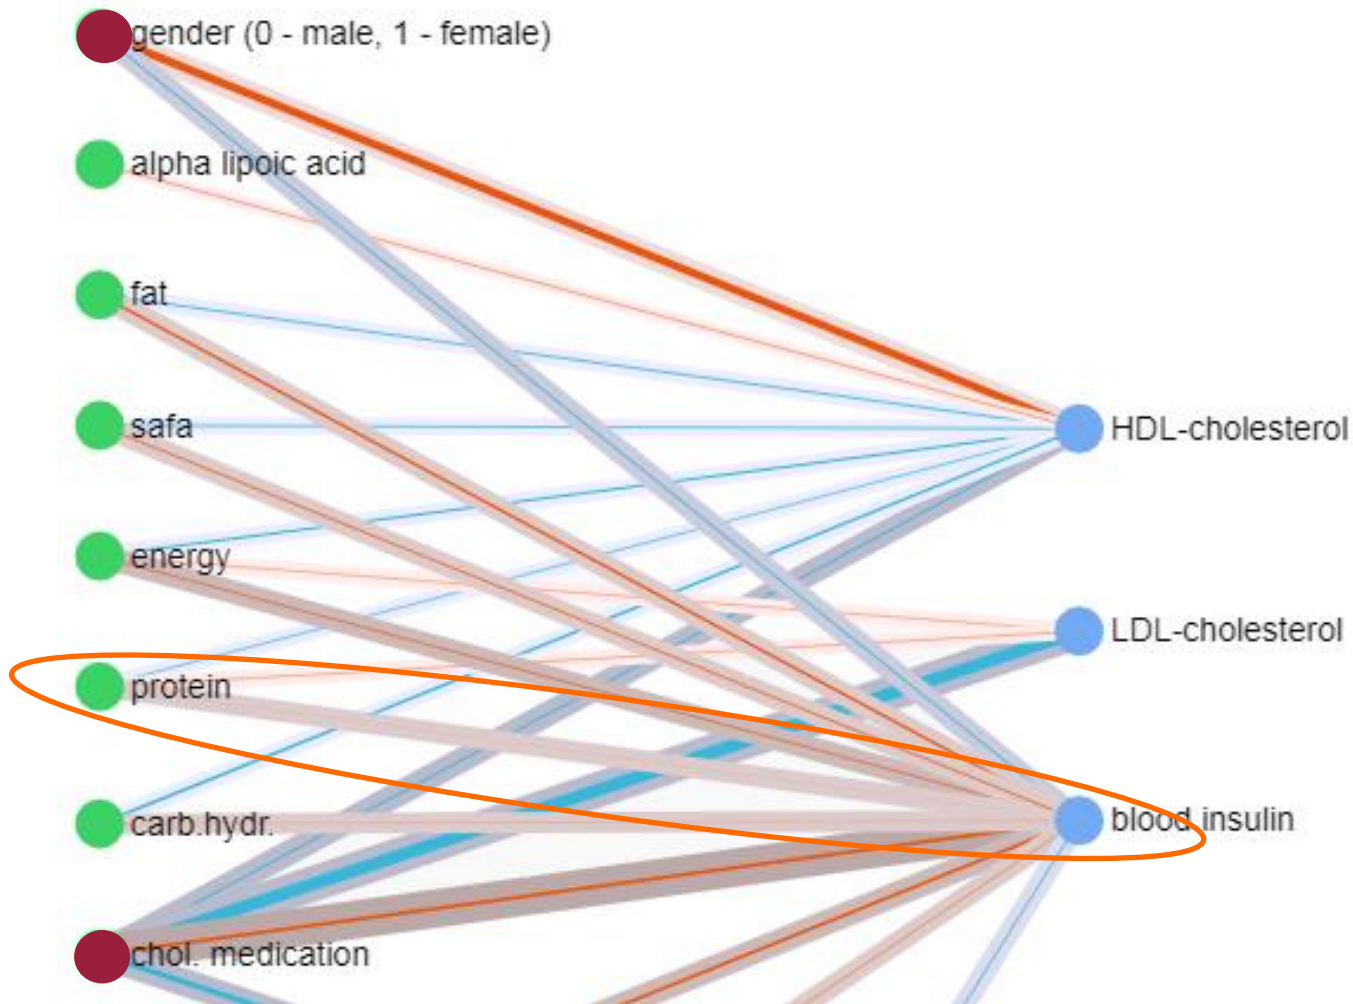 gender (0 - male, 1 - female)
alpha lipoic acid
fat
safa
energy
protein
carb.hydr.
chol. medication
HDL-cholesterol
LDL-cholesterol
blood insulin